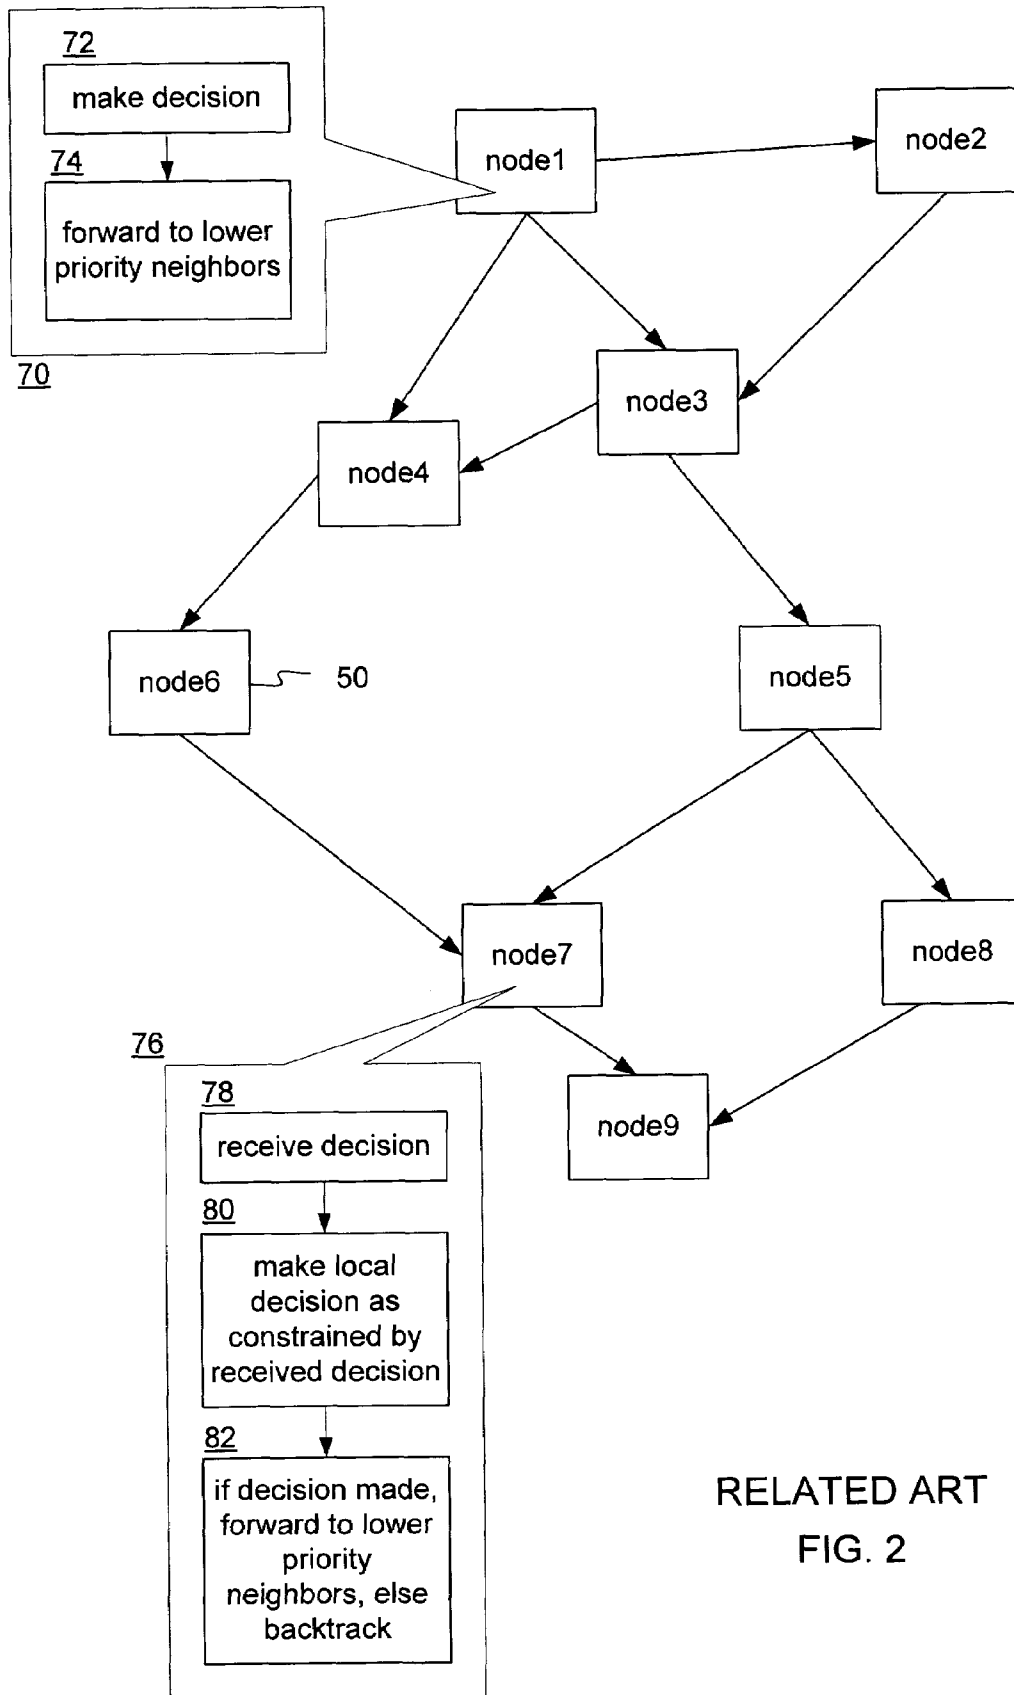 72
make decision
74
forward to lower
priority neighbors
70
node1
node2
node3
node4
node6
50
node5
node7
node8
76
node9
78
receive decision
80
make local
decision as
constrained by
received decision
82
if decision made,
forward to lower
priority
neighbors, else
backtrack
RELATED ART
FIG. 2